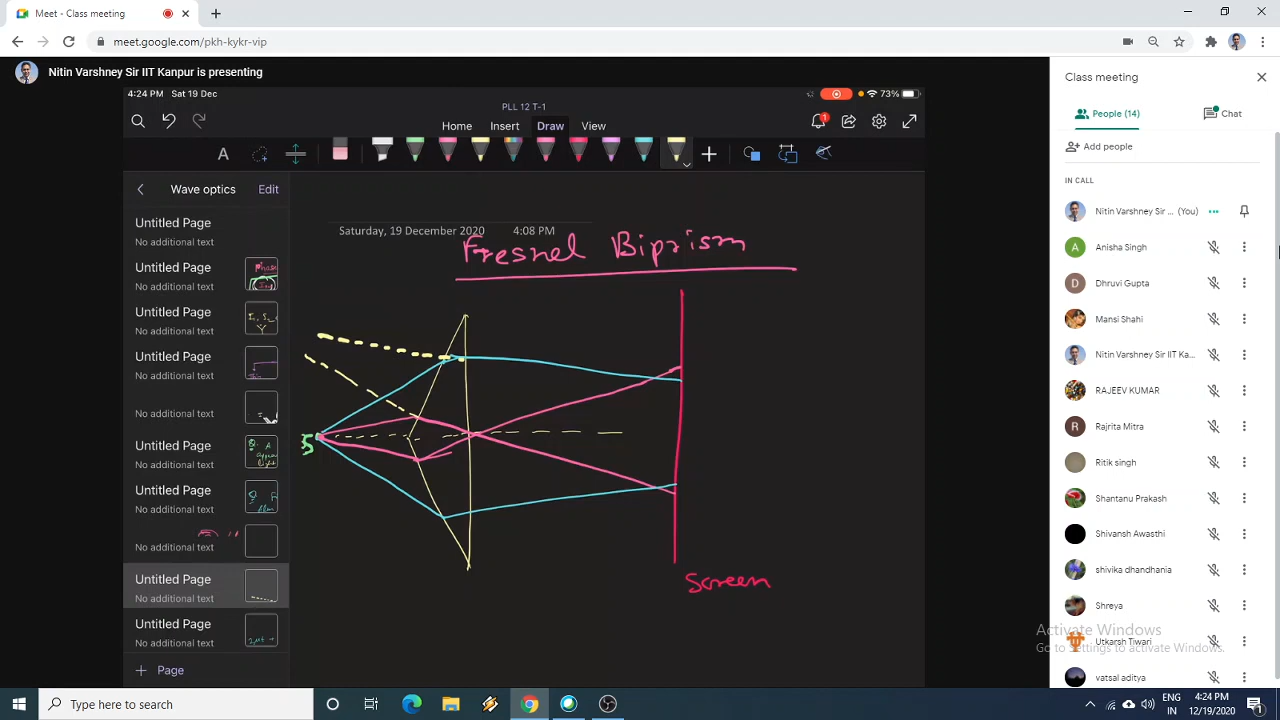 Meet - Class meeting
meet.google.com/pkh-kykr-vip
Nitin Varshney Sir IIT Kanpur is presenting
4:24 PM Sat 19 Dec
73%
PLL 12 T-1
Home Insert Draw View
1
A
Wave optics Edit
Untitled Page
No additional text
Untitled Page
No additional text
Untitled Page
No additional text
Untitled Page
No additional text
No additional text
Untitled Page
No additional text
Untitled Page
No additional text
No additional text
Untitled Page
No additional text
Untitled Page
No additional text
Page
Saturday, 19 December 2020 4:08 PM
Fresnel Biprism
S
Screen
Class meeting
People (14) Chat
Add people
IN CALL
Nitin Varshney Sir ... (You)
A Anisha Singh
D Dhruvi Gupta
Mansi Shahi
Nitin Varshney Sir IIT Ka...
RAJEEV KUMAR
R Rajrita Mitra
Ritik singh
Shantanu Prakash
Shivansh Awasthi
shivika dhandhania
Shreya
Utkarsh Tiwari
vatsal aditya
Activate Windows
Go to Settings to activate Windows.
Type here to search
ENG
IN
4:24 PM
12/19/2020
1